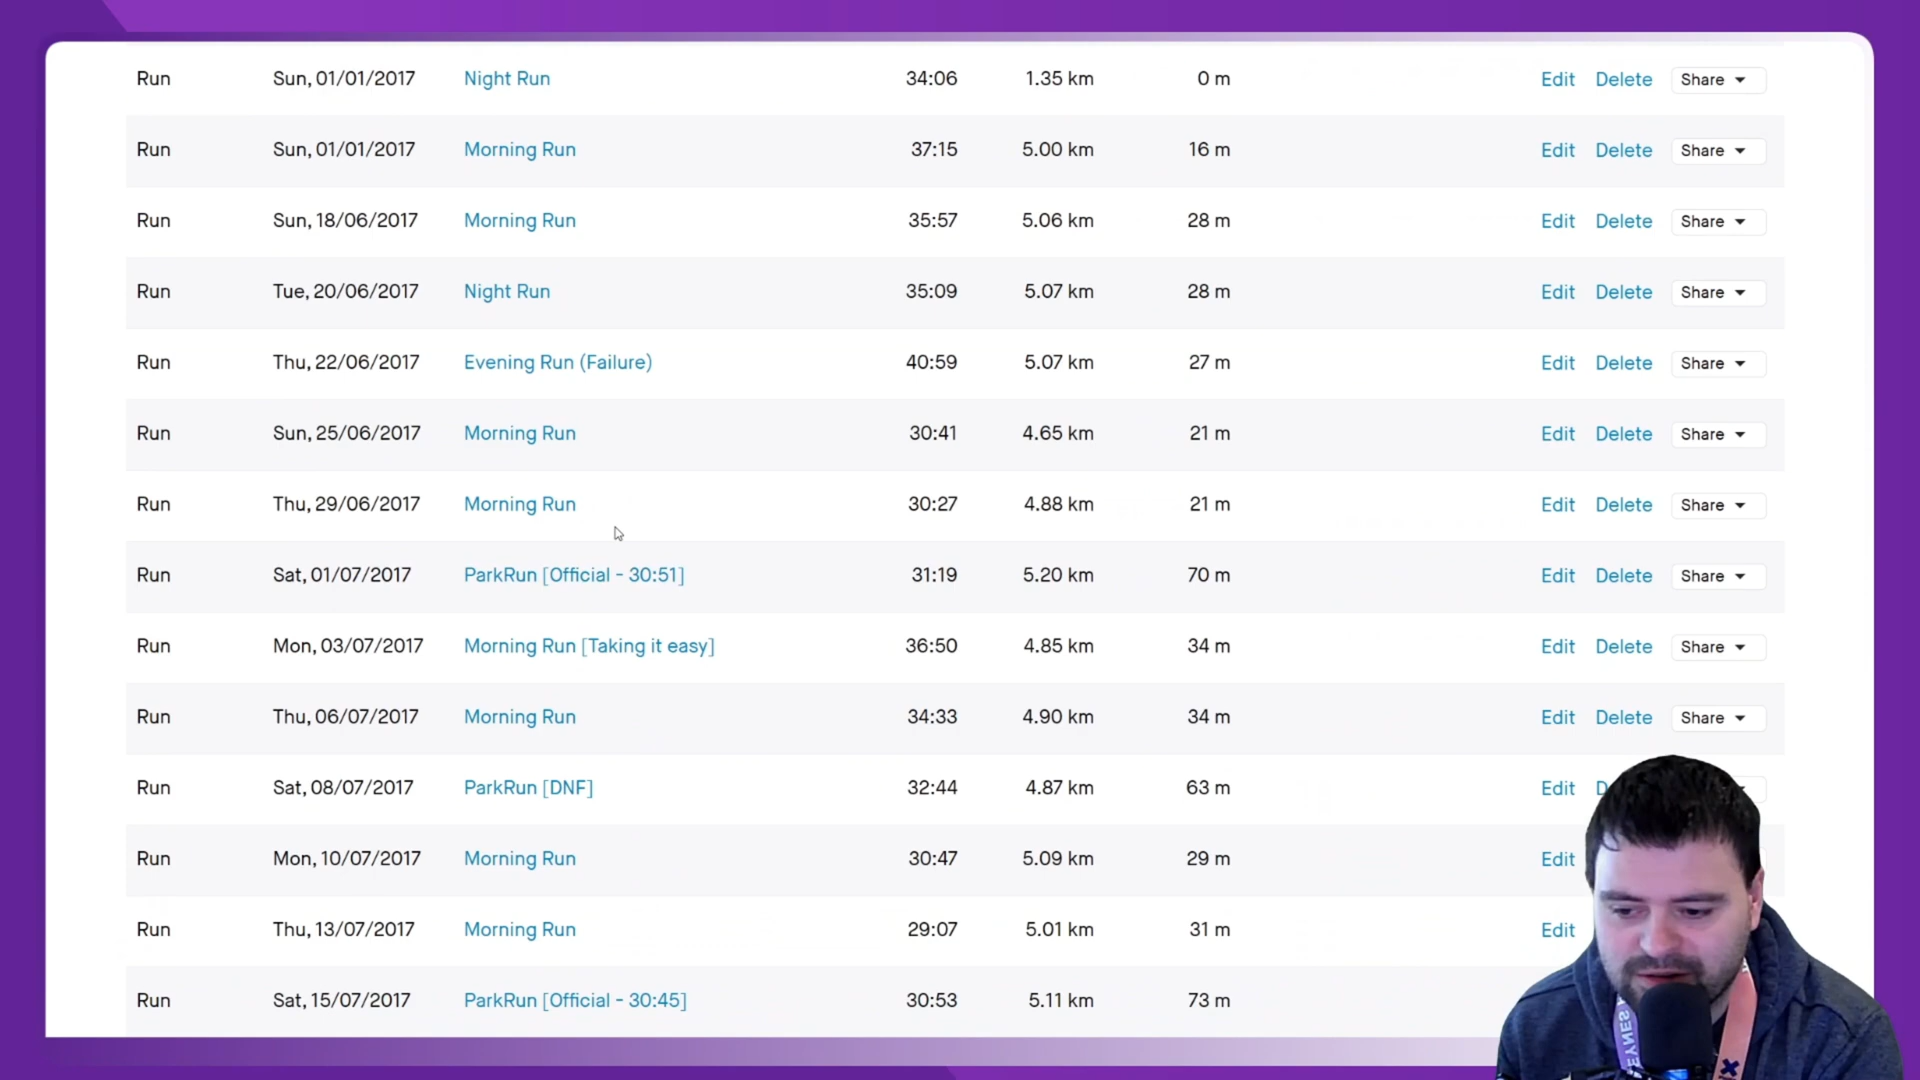 Run Sun, 01/01/2017 Night Run 34:06 1.35 km 0 m Edit Delete Share
Run Sun, 01/01/2017 Morning Run 37:15 5.00 km 16 m Edit Delete Share
Run Sun, 18/06/2017 Morning Run 35:57 5.06 km 28 m Edit Delete Share
Run Tue, 20/06/2017 Night Run 35:09 5.07 km 28 m Edit Delete Share
Run Thu, 22/06/2017 Evening Run (Failure) 40:59 5.07 km 27 m Edit Delete Share
Run Sun, 25/06/2017 Morning Run 30:41 4.65 km 21 m Edit Delete Share
Run Thu, 29/06/2017 Morning Run 30:27 4.88 km 21 m Edit Delete Share
Run Sat, 01/07/2017 ParkRun [Official - 30:51] 31:19 5.20 km 70 m Edit Delete Share
Run Mon, 03/07/2017 Morning Run [Taking it easy] 36:50 4.85 km 34 m Edit Delete Share
Run Thu, 06/07/2017 Morning Run 34:33 4.90 km 34 m Edit Delete Share
Run Sat, 08/07/2017 ParkRun [DNF] 32:44 4.87 km 63 m Edit
Run Mon, 10/07/2017 Morning Run 30:47 5.09 km 29 m Edit
Run Thu, 13/07/2017 Morning Run 29:07 5.01 km 31 m Edit
Run Sat, 15/07/2017 ParkRun [Official - 30:45] 30:53 5.11 km 73 m